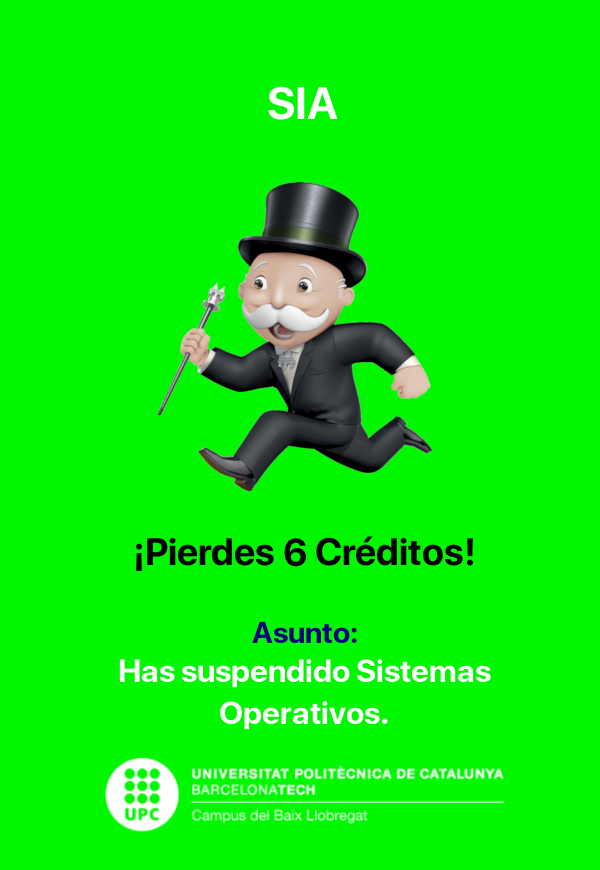 SIA
¡Pierdes 6 Créditos!
Asunto:
Has suspendido Sistemas
Operativos.
UPC
UNIVERSITAT POLITÈCNICA DE CATALUNYA
BARCELONATECH
Campus del Baix Llobregat